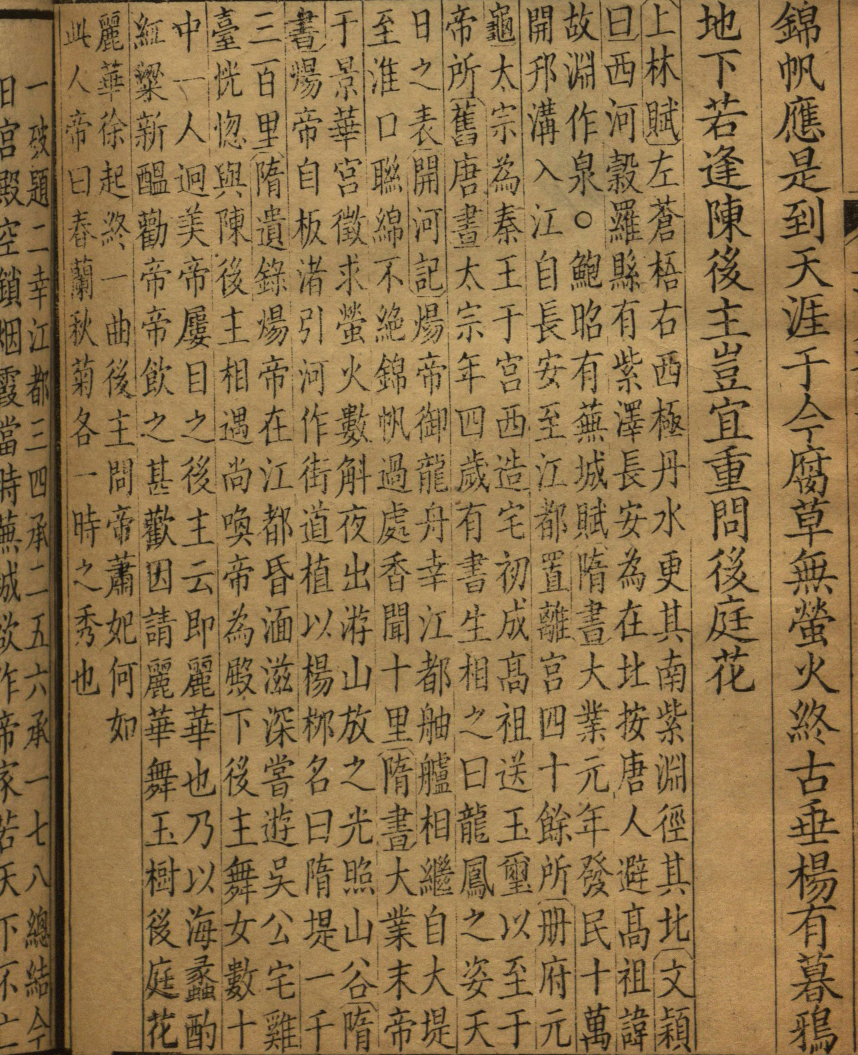 錦帆應是到天涯于今腐草無螢火終古垂楊有暮鴉
地下若逢陳後主豈宜重問後庭花
上林賦左蒼梧右西極丹水更其南紫淵徑其北文穎
曰西河穀羅縣有紫澤長安為在北按唐人避高祖諱
故淵作泉○鮑昭有蕪城賦隋書大業元年發民十萬
開邗溝入江自長安至江都置離宮四十餘所册府元
龜太宗為秦王于宮西造宅初成高祖送玉璽以至于
帝所舊唐書太宗年四歲有書生相之曰龍鳳之姿天
日之表開河記煬帝御龍舟幸江都舳艫相繼自大堤
至淮口聯綿不絶錦帆過處香聞十里隋書大業末帝
于景華宮徵求螢火數斛夜出游山放之光照山谷隋
書煬帝自板渚引河作街道植以楊柳名曰隋堤一千
三百里隋遺錄煬帝在江都昏湎滋深嘗遊吳公宅雞
臺恍惚與陳後主相遇尚喚帝為殿下後主舞女數十
中一人迥美帝屢目之後主云即麗華也乃以海蠡酌
紅粱新醞勸帝帝飲之甚歡因請麗華舞玉樹後庭花
麗華徐起終一曲後主問帝蕭妃何如
此人帝曰春蘭秋菊各一時之秀也
一破題二幸江都三四承二五六承一七八總結今
日宮殿空鎖烟霞當時蕪城欲作帝家若天下不亡